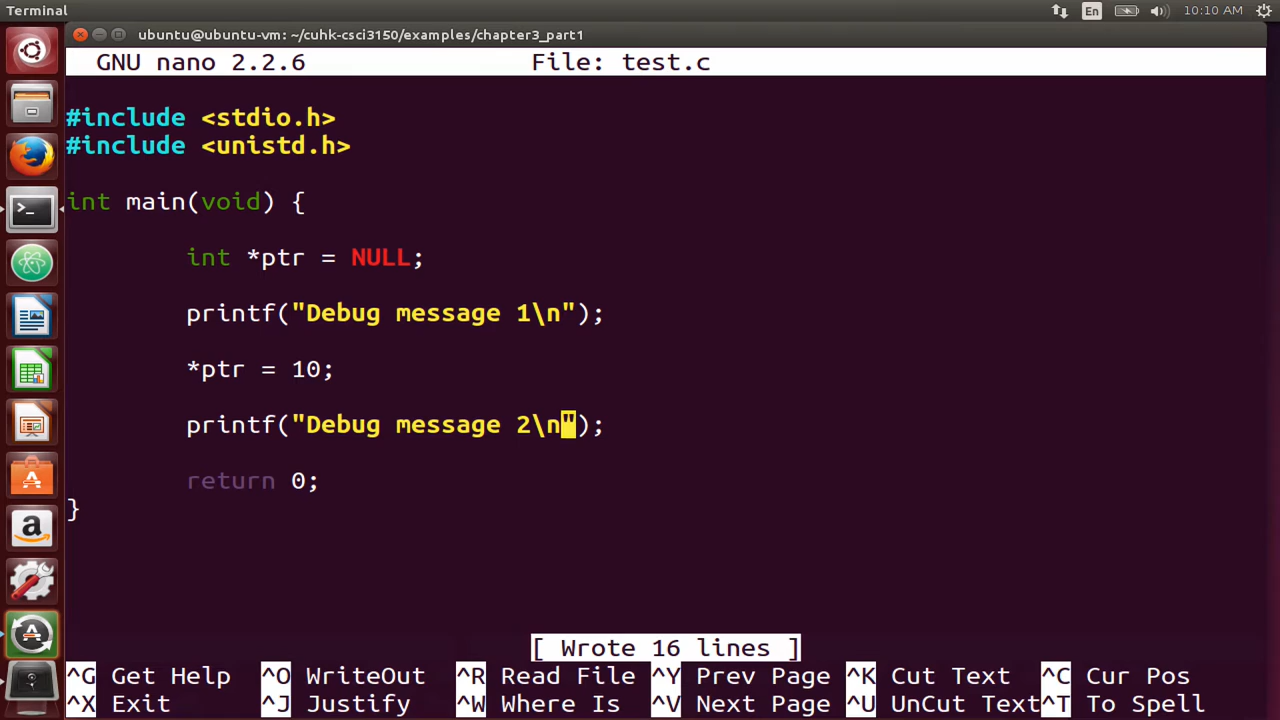 Terminal
En
10:10 AM
ubuntu@ubuntu-vm: ~/cuhk-csci3150/examples/chapter3_part1
GNU nano 2.2.6 File: test.c
#include <stdio.h>
#include <unistd.h>
int main(void) {
int *ptr = NULL;
printf("Debug message 1\n");
*ptr = 10;
printf("Debug message 2\n");
return 0;
}
[ Wrote 16 lines ]
^G Get Help ^O WriteOut ^R Read File ^Y Prev Page ^K Cut Text ^C Cur Pos
^X Exit ^J Justify ^W Where Is ^V Next Page ^U UnCut Text^T To Spell